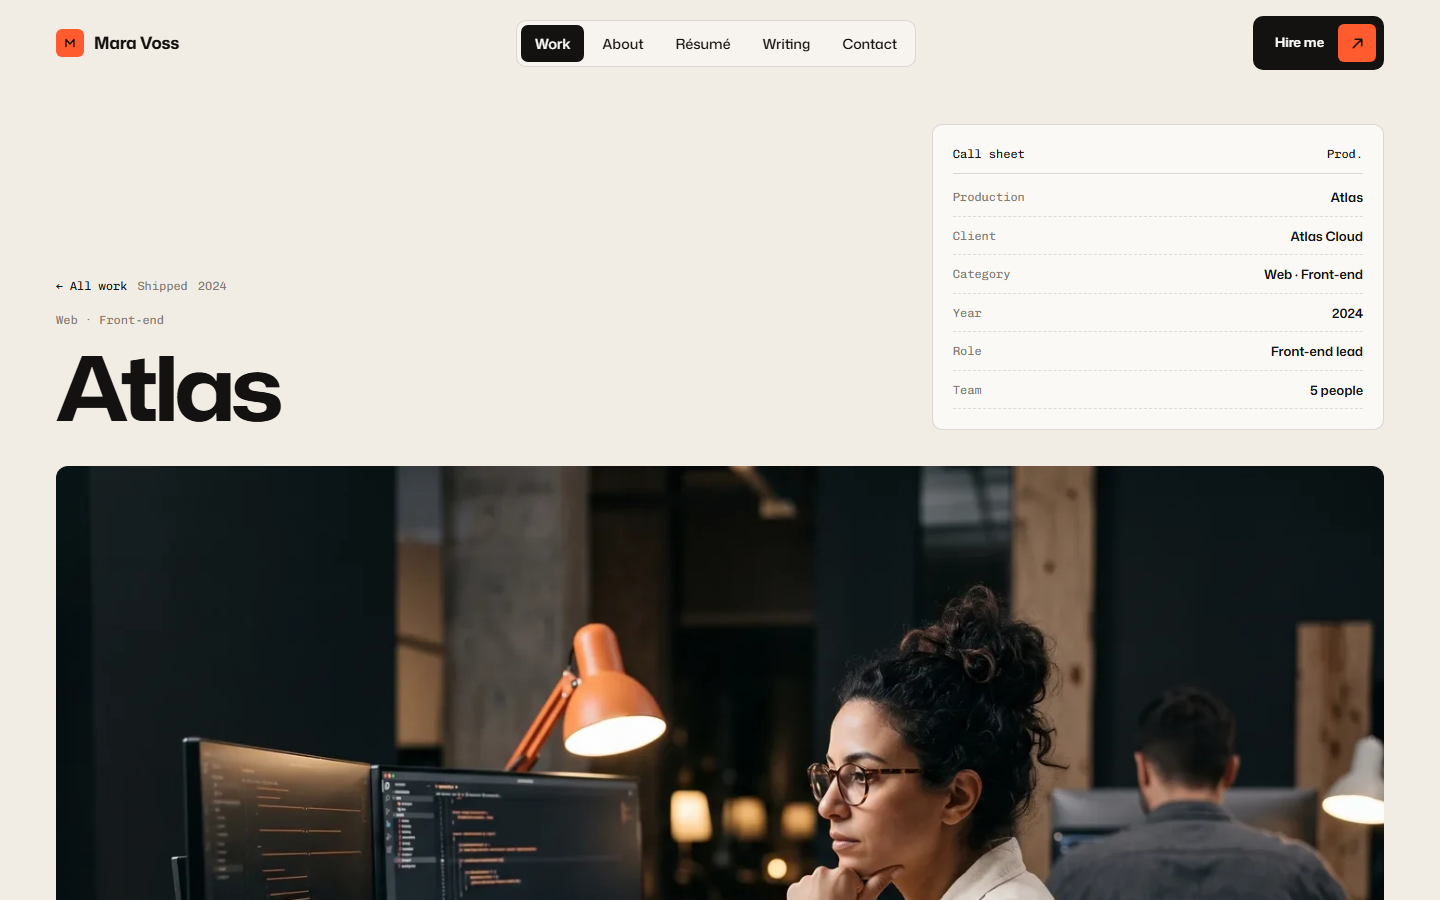 M Mara Voss
Work About Résumé Writing Contact
Hire me ↗
Call sheet Prod.
Production Atlas
Client Atlas Cloud
Category Web · Front-end
Year 2024
Role Front-end lead
Team 5 people
← All work Shipped 2024
Web · Front-end
Atlas